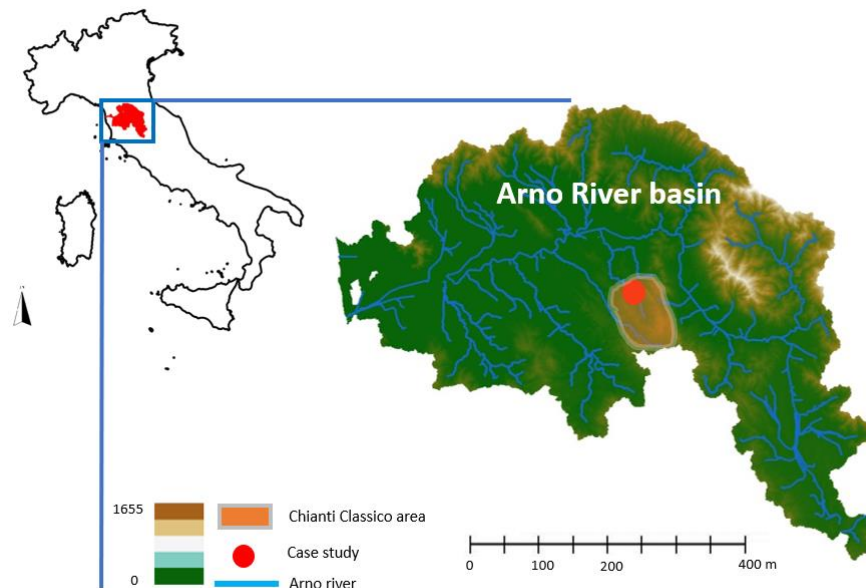 Arno River basin
1655
0
Chianti Classico area
Case study
Arno river
0
100
200
400 m